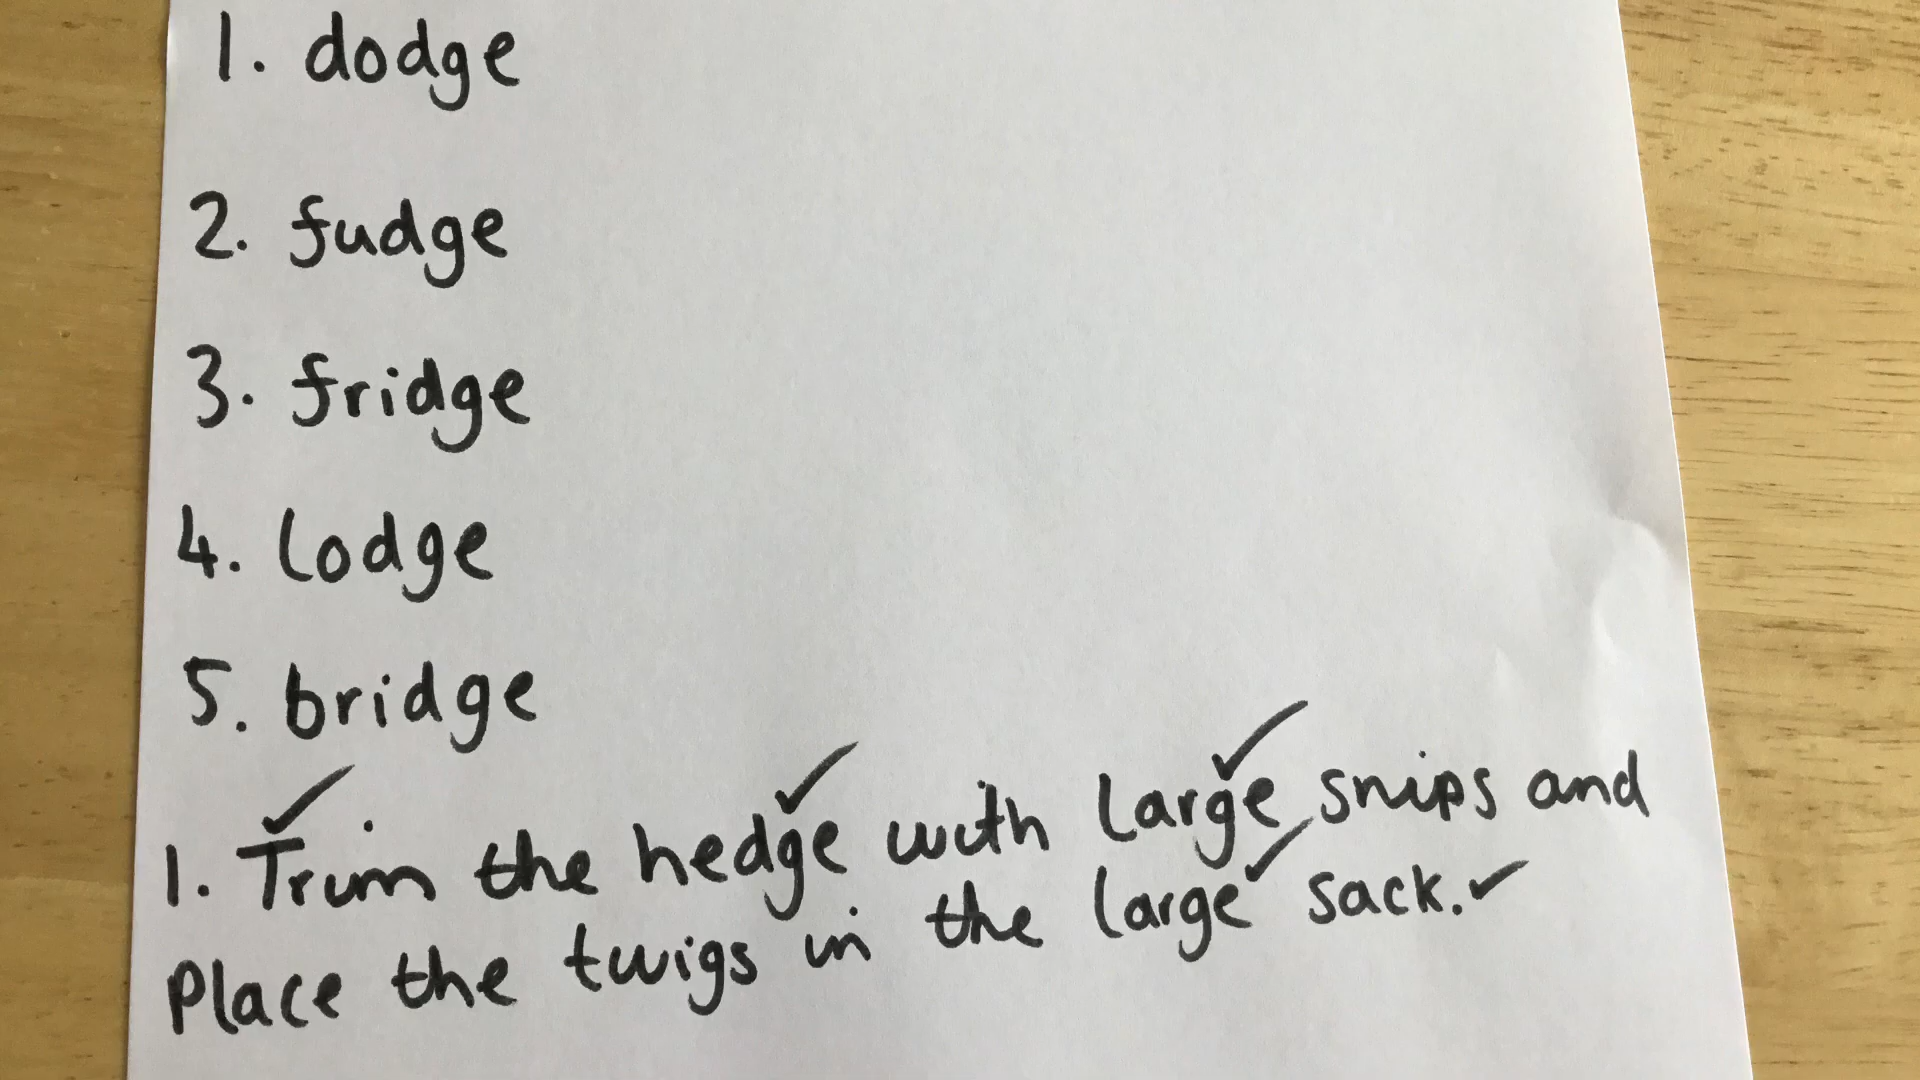 1. dodge
2. fudge
3. fridge
4. lodge
5. bridge
1. Trim the hedge with large snips and
place the twigs in the large sack.